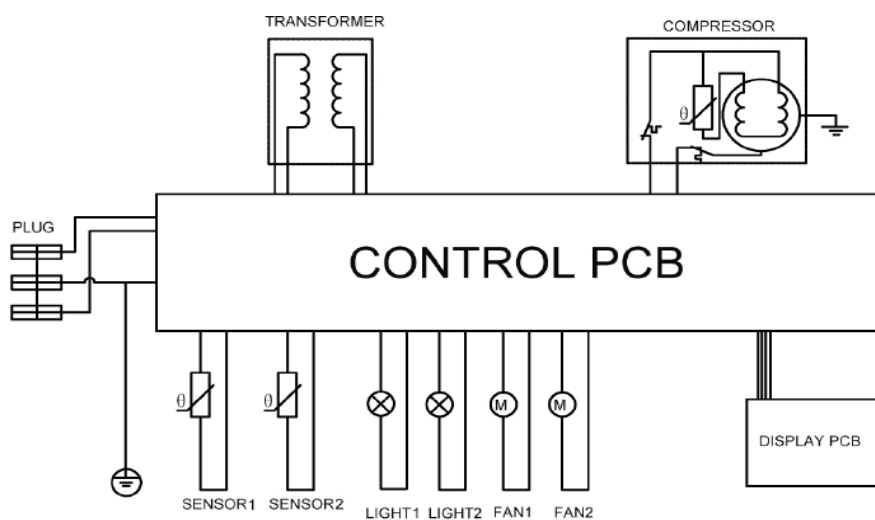 TRANSFORMER
COMPRESSOR
θ
PLUG
CONTROL PCB
θ
θ
M
M
DISPLAY PCB
SENSOR1
SENSOR2
LIGHT1
LIGHT2
FAN1
FAN2